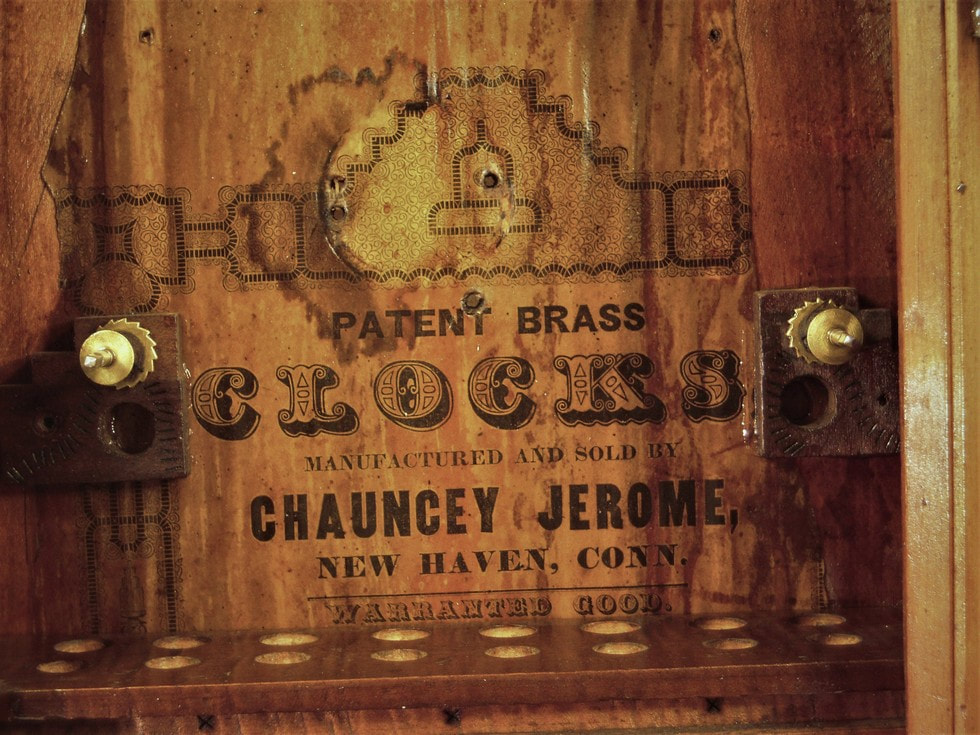 PATENT BRASS
CLOCKS
MANUFACTURED AND SOLD BY
CHAUNCEY JEROME,
NEW HAVEN, CONN.
WARRANTED GOOD.